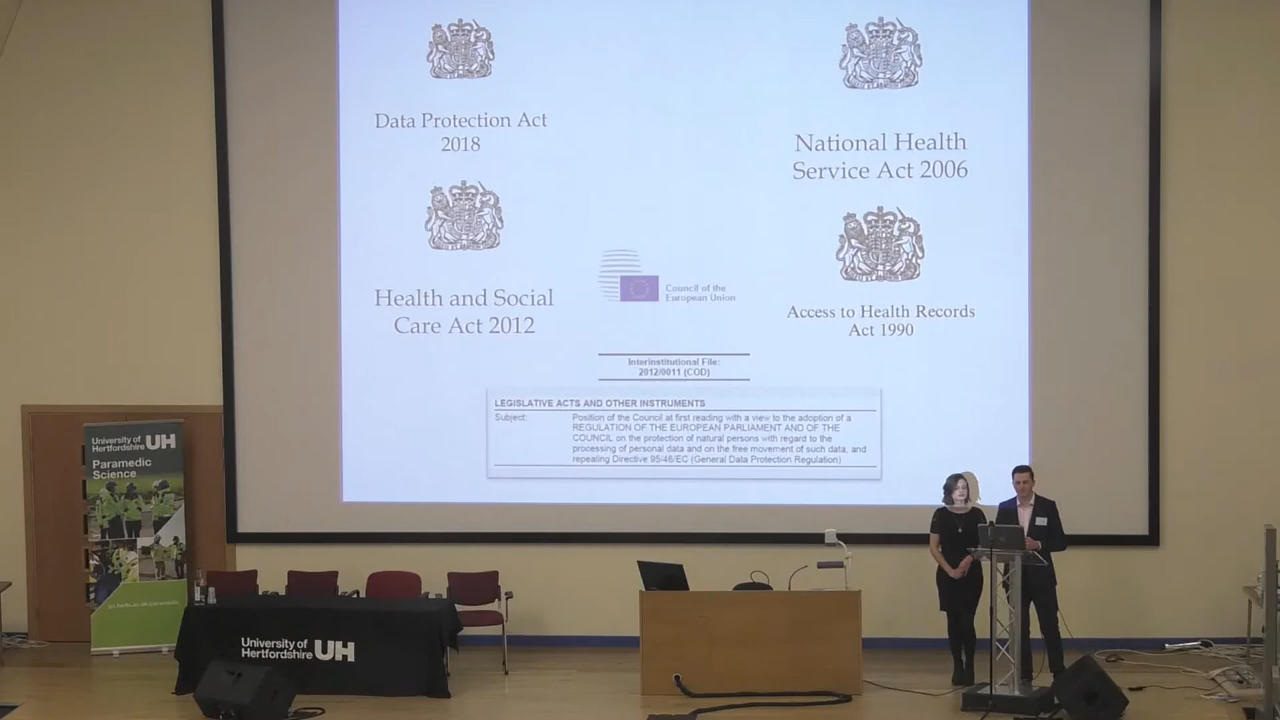 Data Protection Act
2018
National Health
Service Act 2006
Health and Social
Care Act 2012
Council of the
European Union
Access to Health Records
Act 1990
Interinstitutional File:
2012/0011 (COD)
LEGISLATIVE ACTS AND OTHER INSTRUMENTS
Subject: Position of the Council at first reading with a view to the adoption of a
REGULATION OF THE EUROPEAN PARLIAMENT AND OF THE
COUNCIL on the protection of natural persons with regard to the
processing of personal data and on the free movement of such data, and
repealing Directive 95/46/EC (General Data Protection Regulation)
University of
Hertfordshire UH
Paramedic
Science
University of
Hertfordshire UH